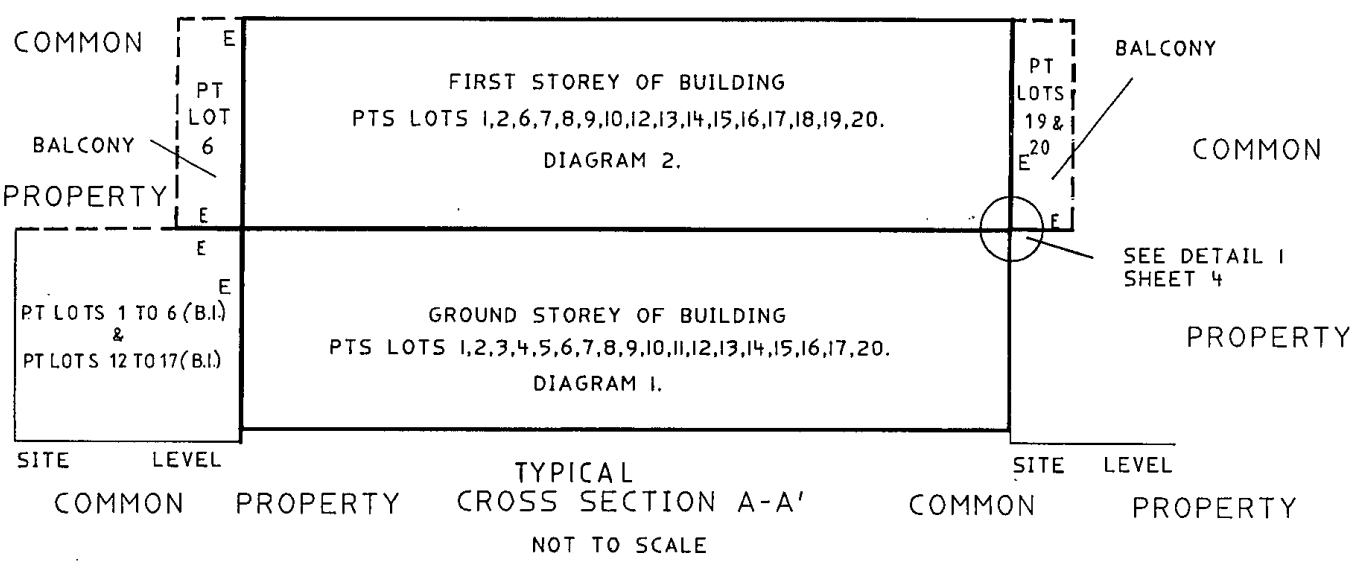 COMMON
E
BALCONY
PT
LOT
6
BALCONY
PROPERTY
E
FIRST STOREY OF BUILDING
PTS LOTS 1,2,6,7,8,9,10,12,13,14,15,16,17,18,19,20.
DIAGRAM 2.
PT
LOTS
19 &
20
E
E
COMMON
E
E
PT LOTS 1 TO 6 (B.I.)
&
PT LOTS 12 TO 17 (B.I.)
GROUND STOREY OF BUILDING
PTS LOTS 1,2,3,4,5,6,7,8,9,10,11,12,13,14,15,16,17,20.
DIAGRAM 1.
SEE DETAIL 1
SHEET 4
PROPERTY
SITE LEVEL
SITE LEVEL
COMMON PROPERTY
TYPICAL
CROSS SECTION A-A'
NOT TO SCALE
COMMON PROPERTY